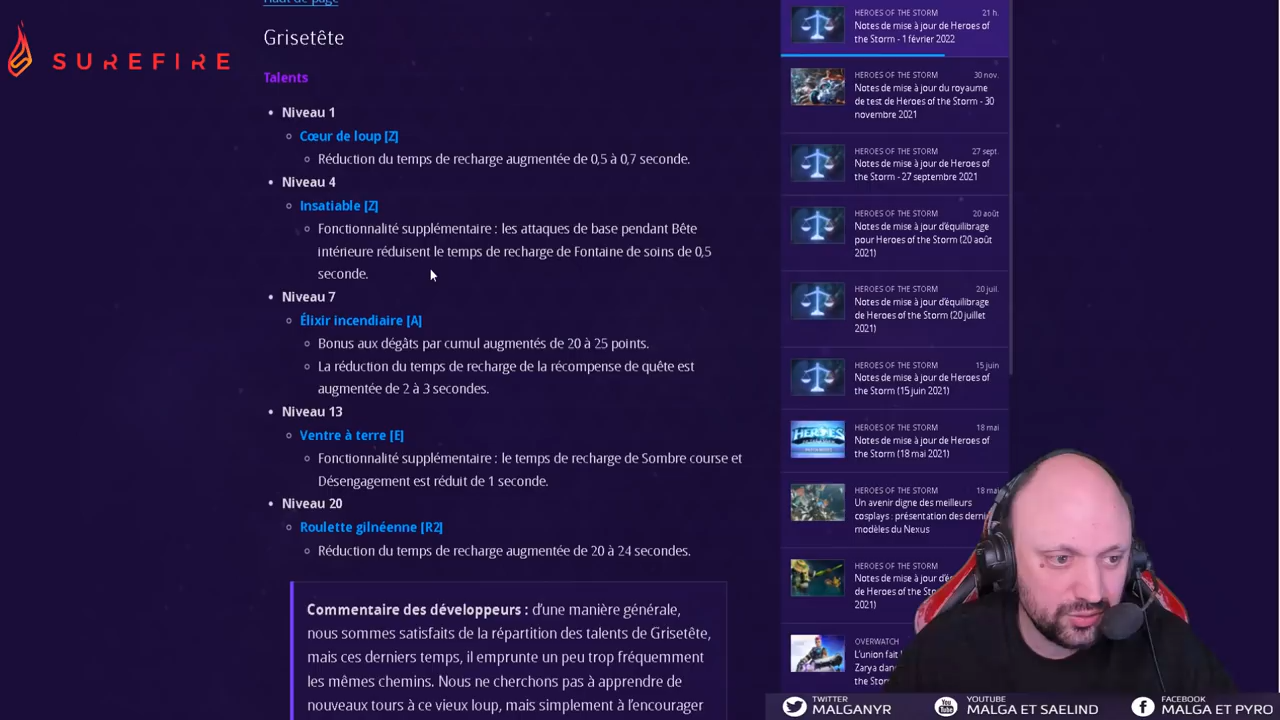 Haut de page
SUREFIRE
Grisetête
Talents
• Niveau 1
Cœur de loup [Z]
Réduction du temps de recharge augmentée de 0,5 à 0,7 seconde.
• Niveau 4
Insatiable [Z]
Fonctionnalité supplémentaire : les attaques de base pendant Bête
intérieure réduisent le temps de recharge de Fontaine de soins de 0,5
seconde.
• Niveau 7
Élixir incendiaire [A]
Bonus aux dégâts par cumul augmentés de 20 à 25 points.
La réduction du temps de recharge de la récompense de quête est
augmentée de 2 à 3 secondes.
• Niveau 13
Ventre à terre [E]
Fonctionnalité supplémentaire : le temps de recharge de Sombre course et
Désengagement est réduit de 1 seconde.
• Niveau 20
Roulette gilnéenne [R2]
Réduction du temps de recharge augmentée de 20 à 24 secondes.
Commentaire des développeurs : d'une manière générale,
nous sommes satisfaits de la répartition des talents de Grisetête,
mais ces derniers temps, il emprunte un peu trop fréquemment
les mêmes chemins. Nous ne cherchons pas à apprendre de
nouveaux tours à ce vieux loup, mais simplement à l'encourager
HEROES OF THE STORM 21 h.
Notes de mise à jour de Heroes of
the Storm - 1 février 2022
HEROES OF THE STORM 30 nov.
Notes de mise à jour du royaume
de test de Heroes of the Storm - 30
novembre 2021
HEROES OF THE STORM 27 sept.
Notes de mise à jour de Heroes of
the Storm - 27 septembre 2021
HEROES OF THE STORM 20 août
Notes de mise à jour d'équilibrage
pour Heroes of the Storm (20 août
2021)
HEROES OF THE STORM 20 juil.
Notes de mise à jour d'équilibrage
de Heroes of the Storm (20 juillet
2021)
HEROES OF THE STORM 15 juin
Notes de mise à jour de Heroes of
the Storm (15 juin 2021)
HEROES
HEROES OF THE STORM 18 mai
Notes de mise à jour de Heroes of
the Storm (18 mai 2021)
HEROES OF THE STORM 18 mai
Un avenir digne des meilleurs
cosplays : présentation des
modèles du Nexus
HEROES OF THE STORM
Notes de mise à jour
de Heroes of the
2021)
OVERWATCH
L'union fait
Zarya dans
the
TWITTER
MALGANYR
You Tube
YOUTUBE
MALGA ET SAELIND
FACEBOOK
MALGA ET PYRO